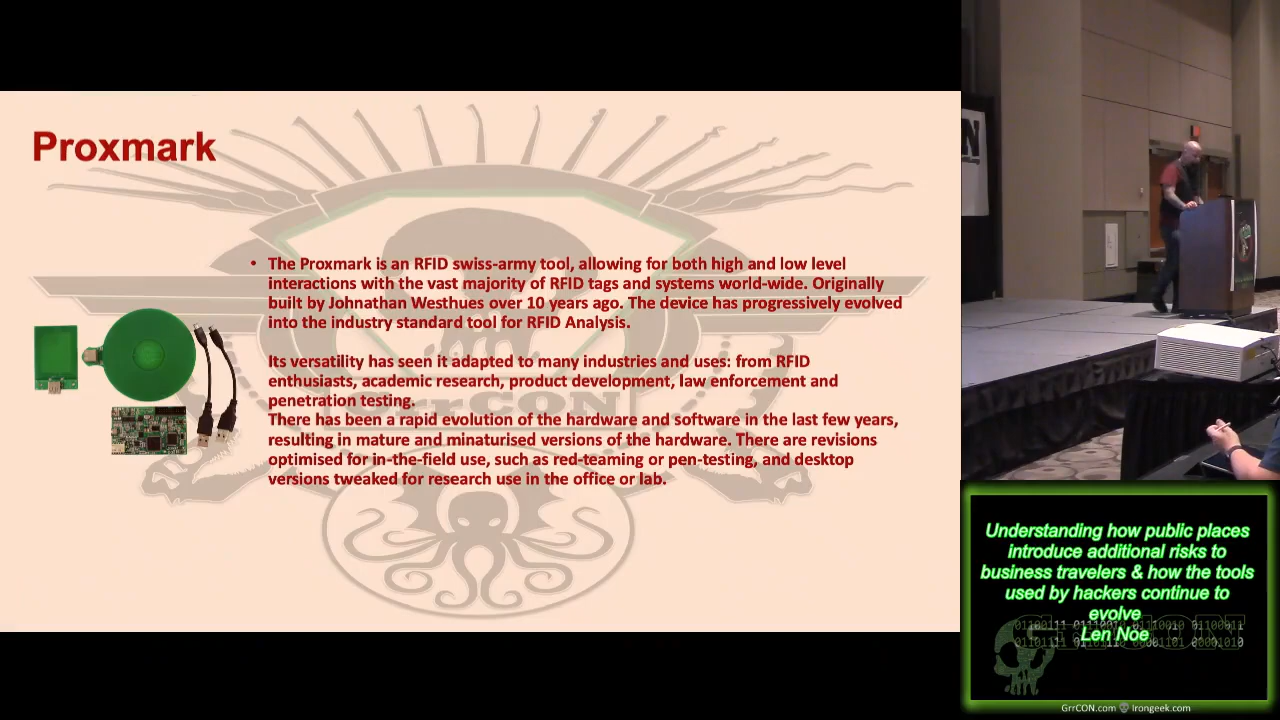 Proxmark
• The Proxmark is an RFID swiss-army tool, allowing for both high and low level
interactions with the vast majority of RFID tags and systems world-wide. Originally
built by Johnathan Westhues over 10 years ago. The device has progressively evolved
into the industry standard tool for RFID Analysis.
Its versatility has seen it adapted to many industries and uses: from RFID
enthusiasts, academic research, product development, law enforcement and
penetration testing.
There has been a rapid evolution of the hardware and software in the last few years,
resulting in mature and minaturised versions of the hardware. There are revisions
optimised for in-the-field use, such as red-teaming or pen-testing, and desktop
versions tweaked for research use in the office or lab.
GrrCON
N
Understanding how public places
introduce additional risks to
business travelers & how the tools
used by hackers continue to
evolve
Len Noe
GrrCON
GrrCON.com Irongeek.com